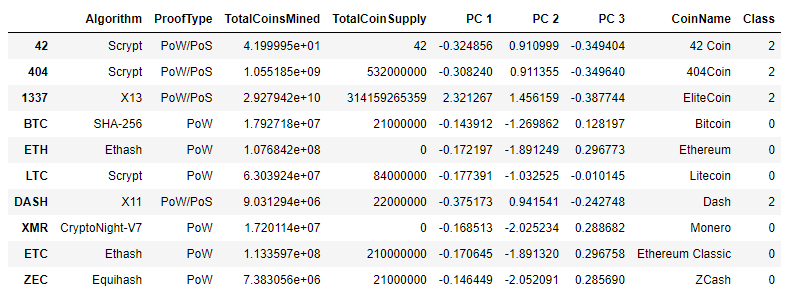 Algorithm ProofType TotalCoinsMined TotalCoinSupply PC 1 PC 2 PC 3 CoinName Class
42 Scrypt PoW/PoS 4.199995e+01 42 -0.324856 0.910999 -0.349404 42 Coin 2
404 Scrypt PoW/PoS 1.055185e+09 532000000 -0.308240 0.911355 -0.349640 404Coin 2
1337 X13 PoW/PoS 2.927942e+10 314159265359 2.321267 1.456159 -0.387744 EliteCoin 2
BTC SHA-256 PoW 1.792718e+07 21000000 -0.143912 -1.269862 0.128197 Bitcoin 0
ETH Ethash PoW 1.076842e+08 0 -0.172197 -1.891249 0.296773 Ethereum 0
LTC Scrypt PoW 6.303924e+07 84000000 -0.177391 -1.032525 -0.010145 Litecoin 0
DASH X11 PoW/PoS 9.031294e+06 22000000 -0.375173 0.941541 -0.242748 Dash 2
XMR CryptoNight-V7 PoW 1.720114e+07 0 -0.168513 -2.025234 0.288682 Monero 0
ETC Ethash PoW 1.133597e+08 210000000 -0.170645 -1.891320 0.296758 Ethereum Classic 0
ZEC Equihash PoW 7.383056e+06 21000000 -0.146449 -2.052091 0.285690 ZCash 0